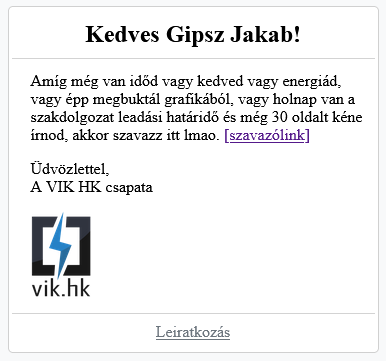 Kedves Gipsz Jakab!
Amíg még van időd vagy kedved vagy energiád,
vagy épp megbuktál grafikából, vagy holnap van a
szakdolgozat leadási határidő és még 30 oldalt kéne
írnod, akkor szavazz itt lmao. [szavazólink]
Üdvözlettel,
A VIK HK csapata
vik.hk
Leiratkozás